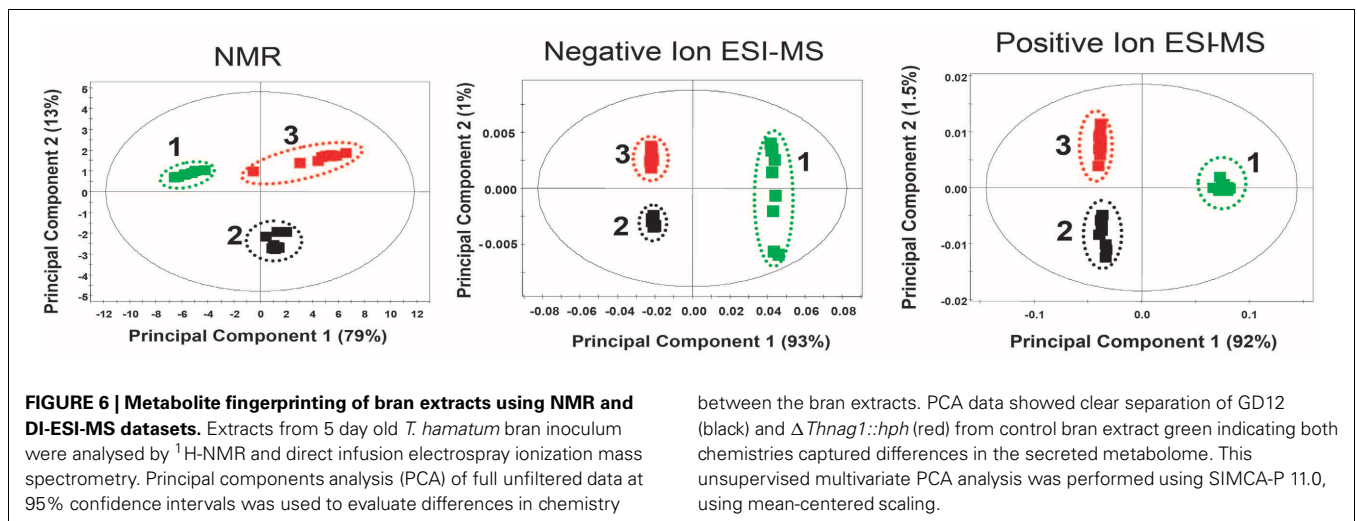 NMR
Principal Component 2 (13%)
5
4
3
2
1
0
-1
-2
-3
-4
-5
1
3
2
-12 -10 -8 -6 -4 -2 0 2 4 6 8 10 12
Principal Component 1 (79%)
Negative Ion ESI-MS
Principal Component 2 (1%)
0.005
0.000
-0.005
3
1
2
-0.08 -0.06 -0.04 -0.02 0.00 0.02 0.04 0.06 0.08
Principal Component 1 (93%)
Positive Ion ESI-MS
Principal Component 2 (1.5%)
0.02
0.01
0.00
-0.01
-0.02
3
1
2
-0.1 0.0 0.1
Principal Component 1 (92%)
FIGURE 6 | Metabolite fingerprinting of bran extracts using NMR and
DI-ESI-MS datasets. Extracts from 5 day old T. hamatum bran inoculum
were analysed by ¹H-NMR and direct infusion electrospray ionization mass
spectrometry. Principal components analysis (PCA) of full unfiltered data at
95% confidence intervals was used to evaluate differences in chemistry
between the bran extracts. PCA data showed clear separation of GD12
(black) and ΔThnag1::hph (red) from control bran extract green indicating both
chemistries captured differences in the secreted metabolome. This
unsupervised multivariate PCA analysis was performed using SIMCA-P 11.0,
using mean-centered scaling.